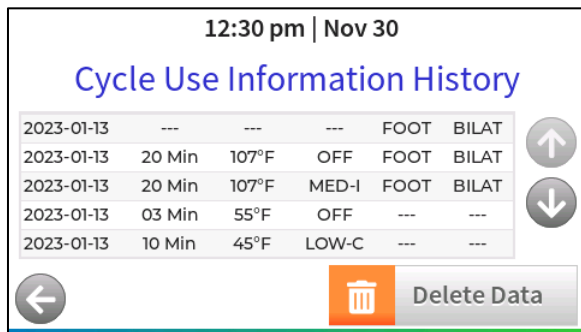 12:30 pm | Nov 30
Cycle Use Information History
2023-01-13 --- --- --- FOOT BILAT
2023-01-13 20 Min 107°F OFF FOOT BILAT
2023-01-13 20 Min 107°F MED-I FOOT BILAT
2023-01-13 03 Min 55°F OFF --- ---
2023-01-13 10 Min 45°F LOW-C --- ---
Delete Data